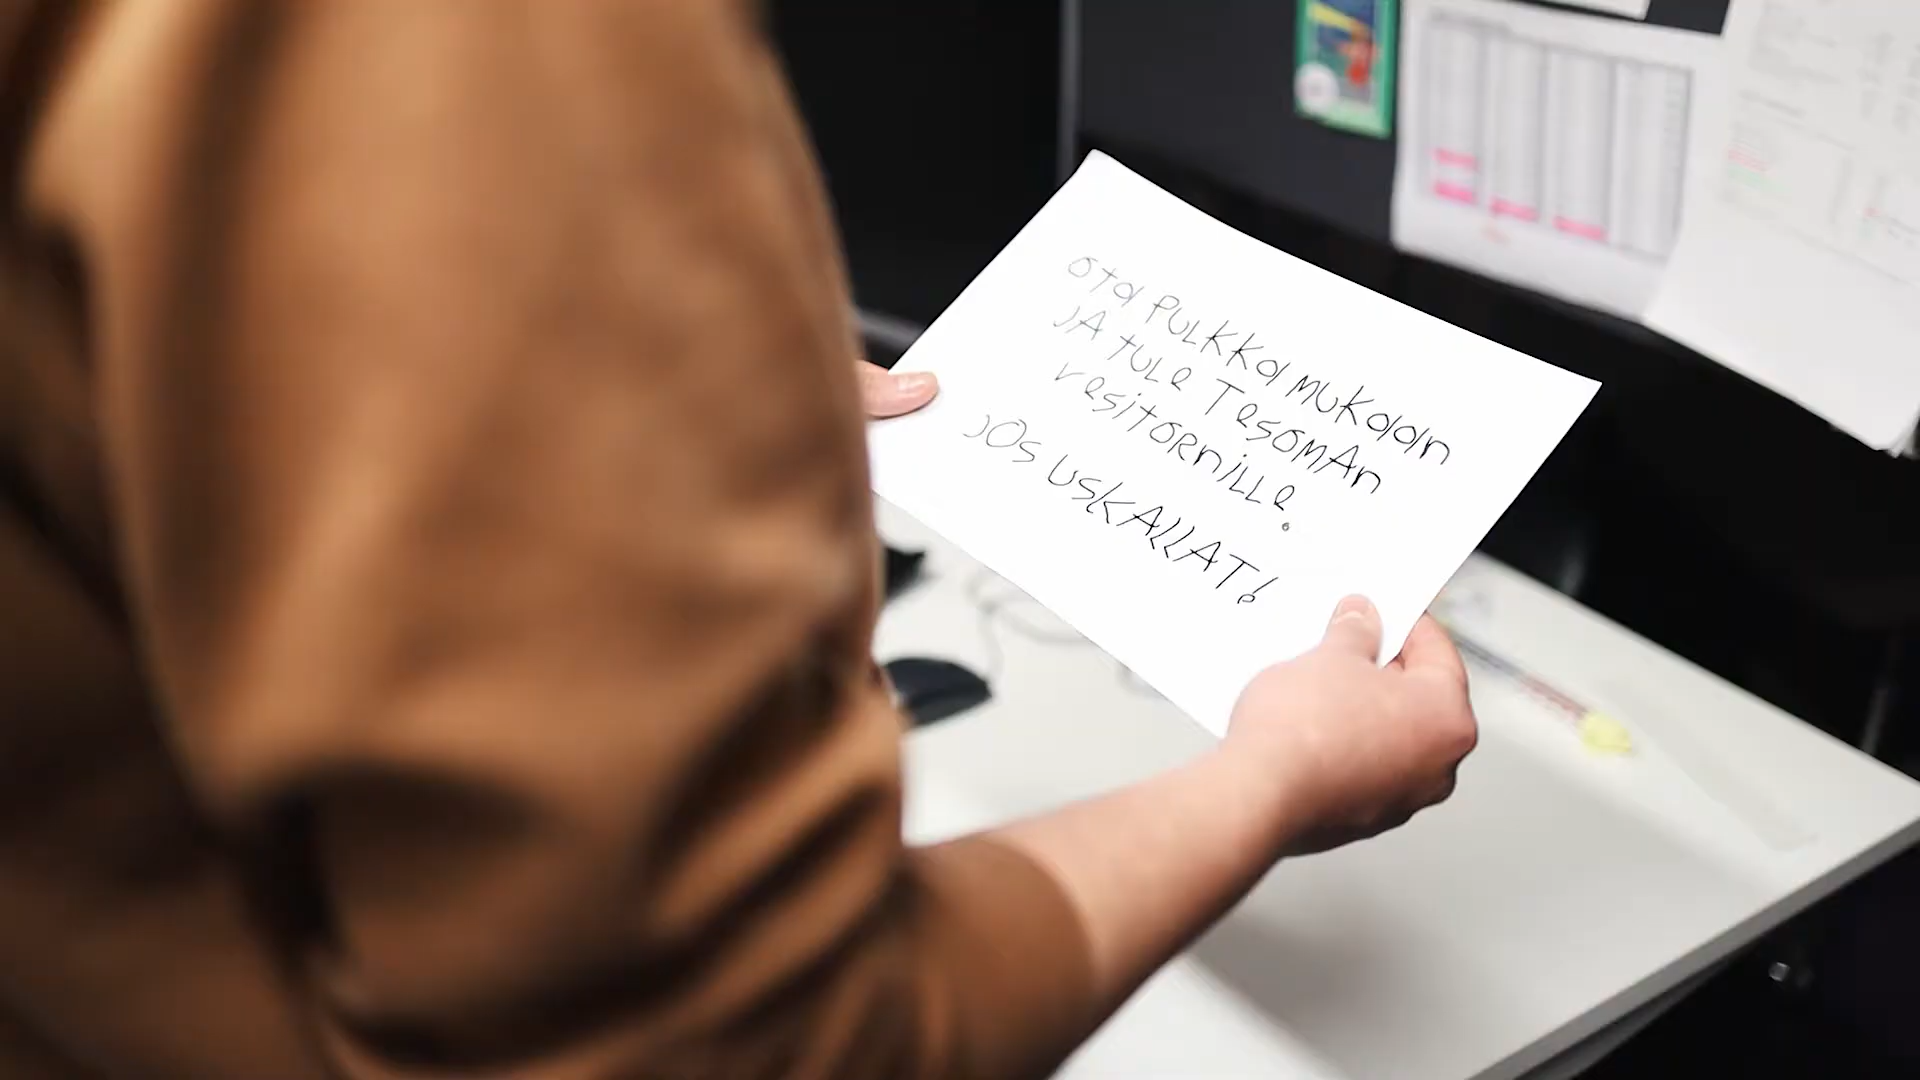 OTA PULKKA MUKAAN
JA TULE TESOMAN
VESITORNILLE.
JOS USKALLAT!